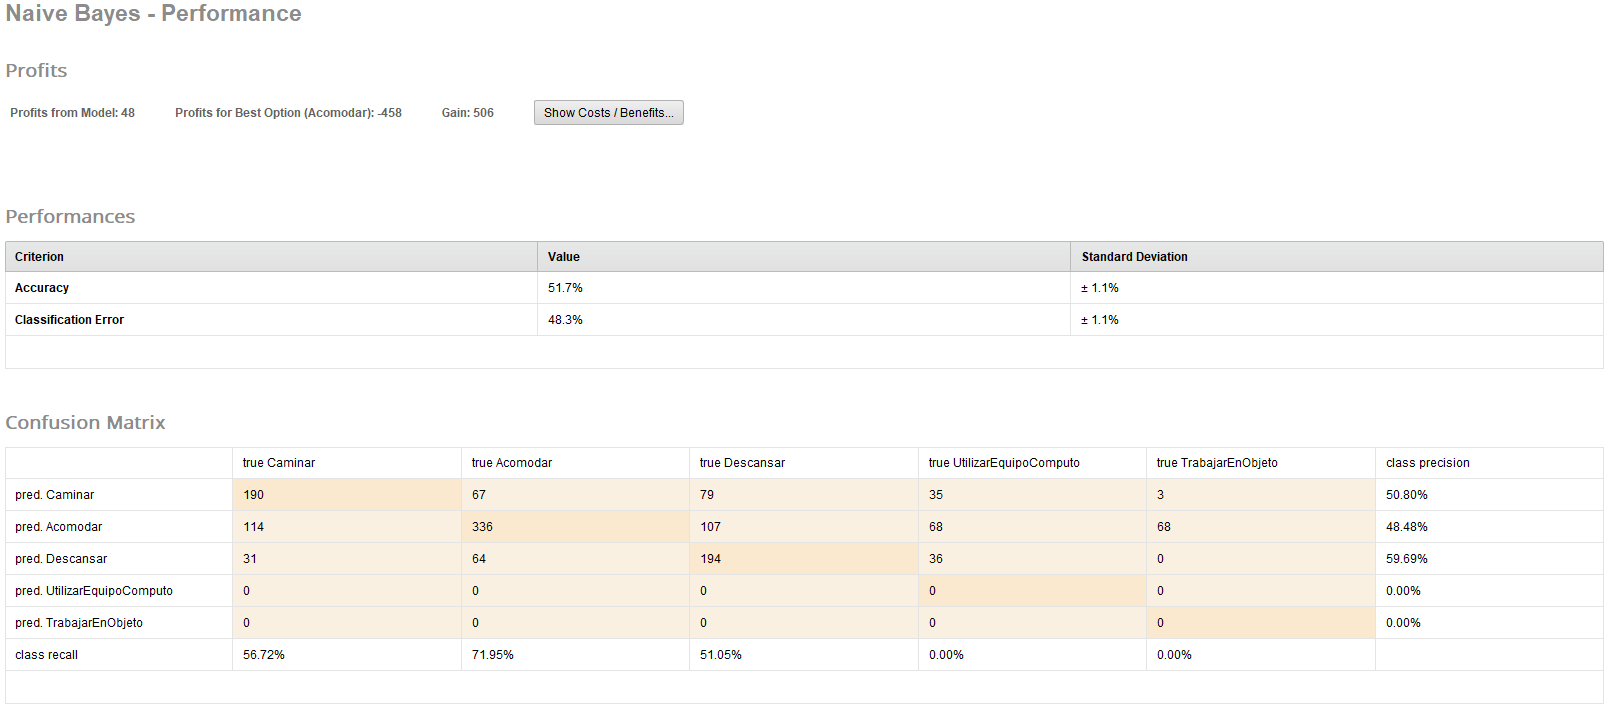 Naive Bayes - Performance
Profits
Profits from Model: 48 Profits for Best Option (Acomodar): -458 Gain: 506 Show Costs / Benefits...
Performances
Criterion Value Standard Deviation
Accuracy 51.7% ± 1.1%
Classification Error 48.3% ± 1.1%
Confusion Matrix
true Caminar true Acomodar true Descansar true UtilizarEquipoComputo true TrabajarEnObjeto class precision
pred. Caminar 190 67 79 35 3 50.80%
pred. Acomodar 114 336 107 68 68 48.48%
pred. Descansar 31 64 194 36 0 59.69%
pred. UtilizarEquipoComputo 0 0 0 0 0 0.00%
pred. TrabajarEnObjeto 0 0 0 0 0 0.00%
class recall 56.72% 71.95% 51.05% 0.00% 0.00%